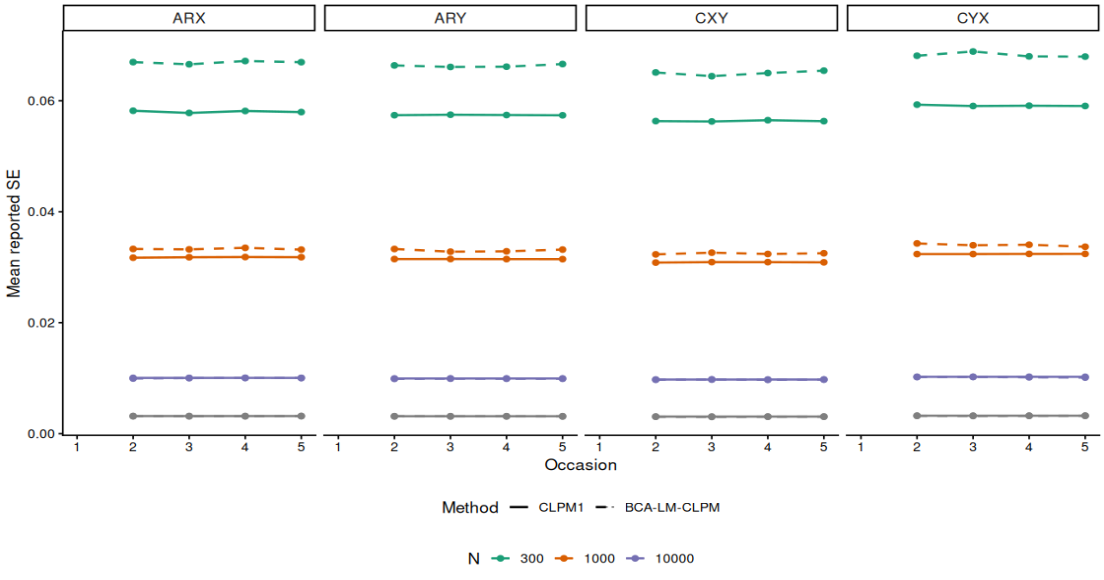 ARX ARY CXY CYX
Mean reported SE
0.06
0.04
0.02
0.00
1 2 3 4 5 1 2 3 4 5 1 2 3 4 5 1 2 3 4 5
Occasion
Method CLPM1 BCA-LM-CLPM
N 300 1000 10000